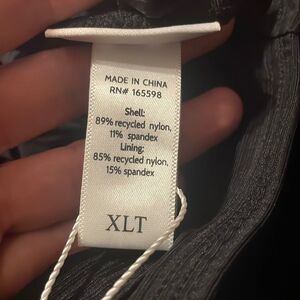 MADE IN CHINA
RN# 165598
Shell:
89% recycled nylon,
11% spandex
Lining:
85% recycled nylon,
15% spandex
XLT